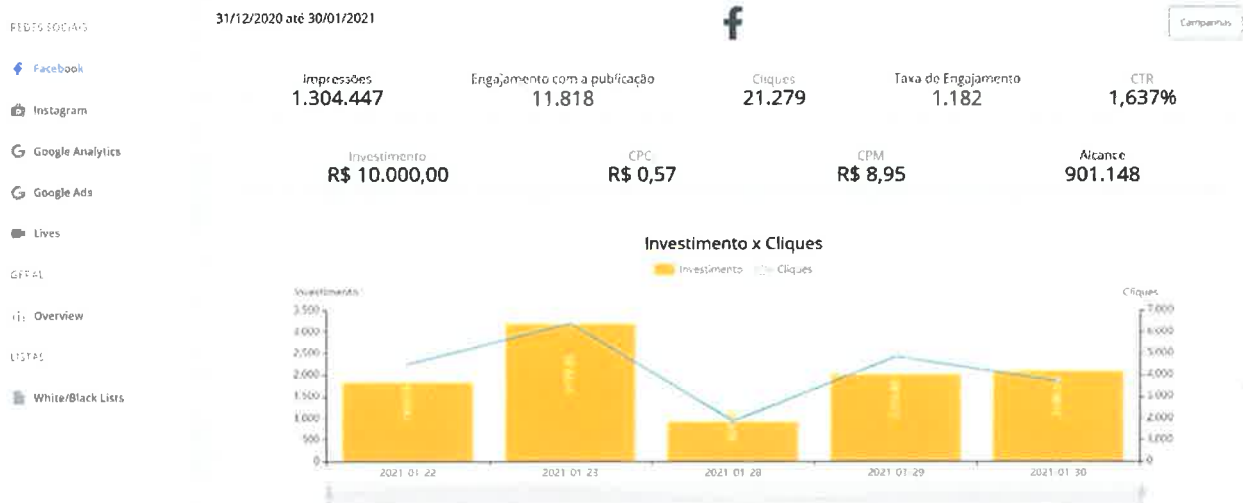 REDES SOCIAIS
31/12/2020 até 30/01/2021
Campanhas
Facebook
Instagram
Google Analytics
Google Ads
Lives
GERAL
Overview
LISTAS
White/Black Lists
Impressões
1.304.447
Engajamento com a publicação
11.818
Cliques
21.279
Taxa de Engajamento
1.182
CTR
1,637%
Investimento
R$ 10.000,00
CPC
R$ 0,57
CPM
R$ 8,95
Alcance
901.148
Investimento x Cliques
Investimento Cliques
Investimento Cliques
3.500 7.000
3.000 6.000
2.500 5.000
2.000 4.000
1.500 3.000
1.000 2.000
500 1.000
0 0
2021-01-22 2021-01-23 2021-01-28 2021-01-29 2021-01-30